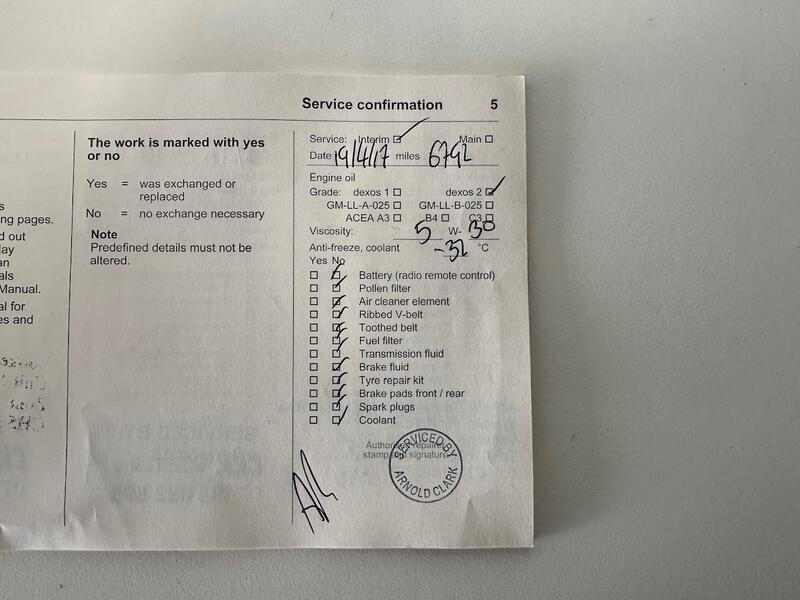 Service confirmation 5
s
ng pages.
d out
lay
an
als
Manual.
al for
es and
The work is marked with yes
or no
Yes = was exchanged or
replaced
No = no exchange necessary
Note
Predefined details must not be
altered.
Service: Interim Main
Date 19/4/17 miles 6792
Engine oil
Grade: dexos 1 dexos 2
GM-LL-A-025 GM-LL-B-025
ACEA A3 B4 C3
Viscosity: 5 W- 30
Anti-freeze, coolant -32 °C
Yes No
Battery (radio remote control)
Pollen filter
Air cleaner element
Ribbed V-belt
Toothed belt
Fuel filter
Transmission fluid
Brake fluid
Tyre repair kit
Brake pads front / rear
Spark plugs
Coolant
Authorised repairer
stamp and signature
SERVICED BY
ARNOLD CLARK